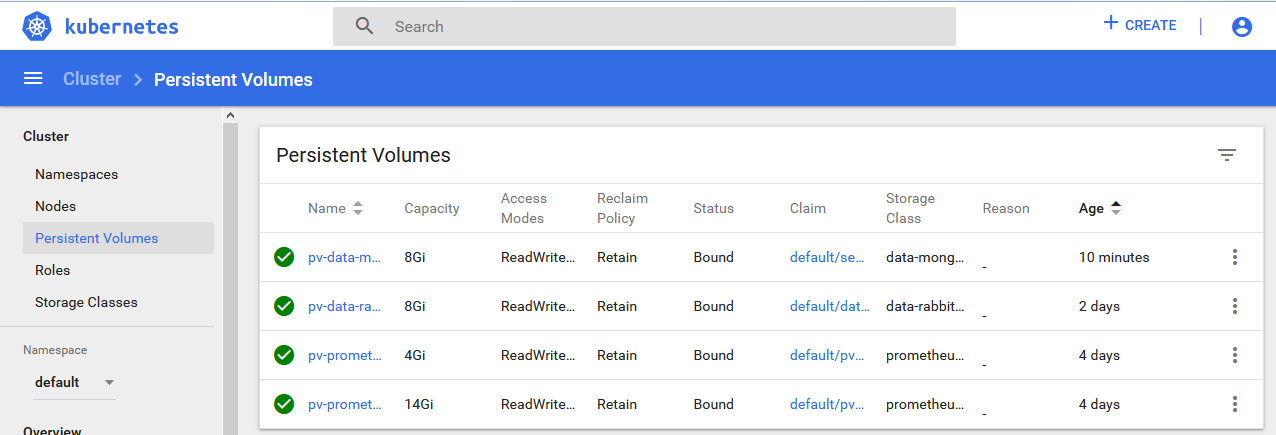 kubernetes
Search
+ CREATE |
Cluster > Persistent Volumes
Cluster
Namespaces
Nodes
Persistent Volumes
Roles
Storage Classes
Namespace
default
Overview
Persistent Volumes
Name Capacity Access Modes Reclaim Policy Status Claim Storage Class Reason Age
pv-data-m... 8Gi ReadWrite... Retain Bound default/se... data-mong... - 10 minutes
pv-data-ra... 8Gi ReadWrite... Retain Bound default/dat... data-rabbit... - 2 days
pv-promet... 4Gi ReadWrite... Retain Bound default/pv... prometheu... - 4 days
pv-promet... 14Gi ReadWrite... Retain Bound default/pv... prometheu... - 4 days